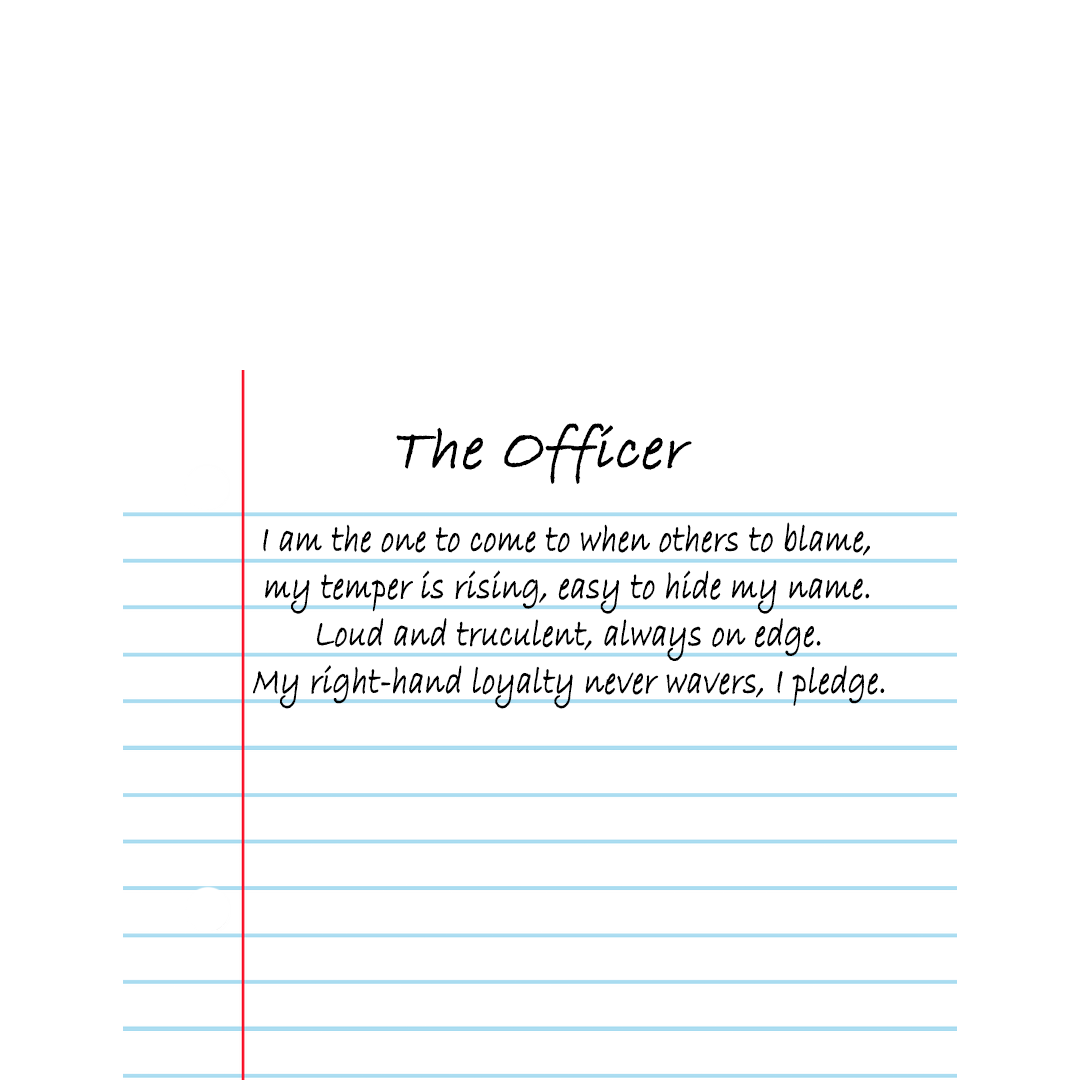 The Officer
I am the one to come to when others to blame,
my temper is rising, easy to hide my name.
Loud and truculent, always on edge.
My right-hand loyalty never wavers, I pledge.